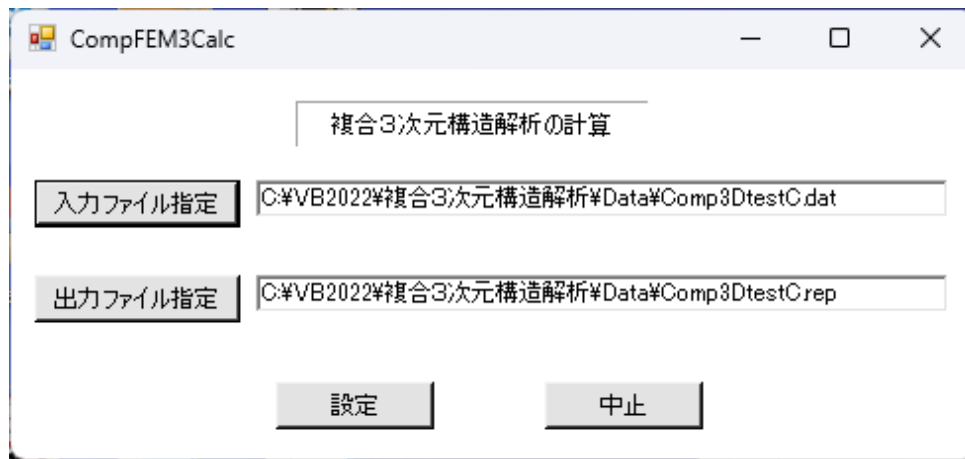 CompFEM3Calc
複合3次元構造解析の計算
入力ファイル指定 C:¥VB2022¥複合3次元構造解析¥Data¥Comp3DtestC.dat
出力ファイル指定 C:¥VB2022¥複合3次元構造解析¥Data¥Comp3DtestC.rep
設定 中止